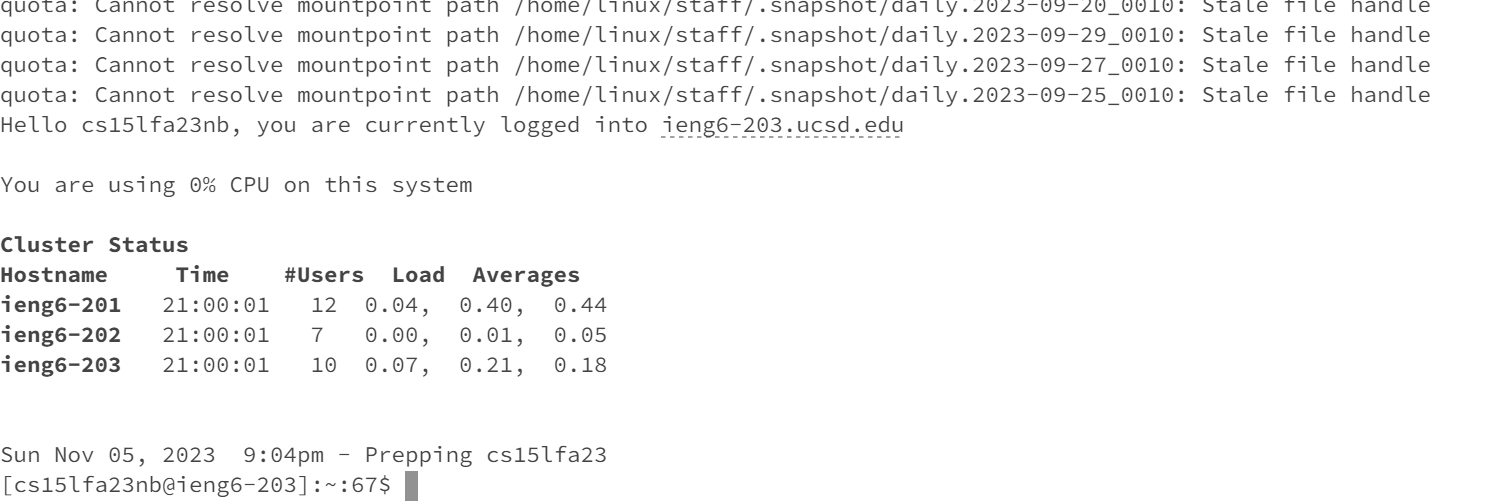 quota: Cannot resolve mountpoint path /home/linux/staff/.snapshot/daily.2023-09-20_0010: Stale file handle
quota: Cannot resolve mountpoint path /home/linux/staff/.snapshot/daily.2023-09-29_0010: Stale file handle
quota: Cannot resolve mountpoint path /home/linux/staff/.snapshot/daily.2023-09-27_0010: Stale file handle
quota: Cannot resolve mountpoint path /home/linux/staff/.snapshot/daily.2023-09-25_0010: Stale file handle
Hello cs15lfa23nb, you are currently logged into ieng6-203.ucsd.edu
You are using 0% CPU on this system
Cluster Status
Hostname     Time    #Users  Load  Averages
ieng6-201   21:00:01   12  0.04,  0.40,  0.44
ieng6-202   21:00:01   7   0.00,  0.01,  0.05
ieng6-203   21:00:01   10  0.07,  0.21,  0.18
Sun Nov 05, 2023  9:04pm - Prepping cs15lfa23
[cs15lfa23nb@ieng6-203]:~:67$